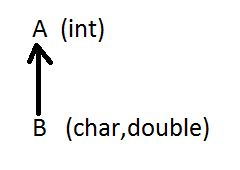 A (int)
B (char,double)